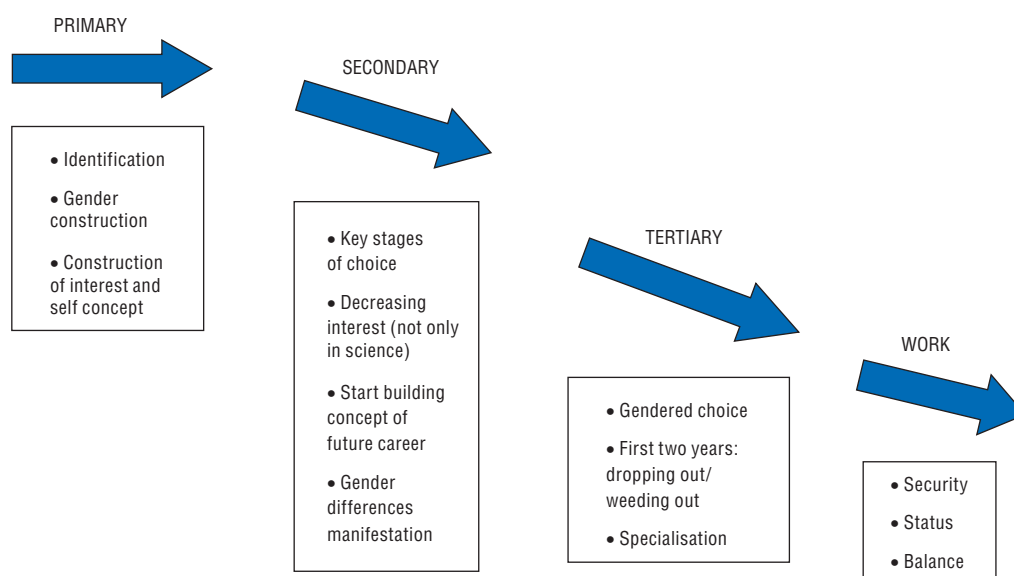 PRIMARY
• Identification
• Gender
construction
• Construction
of interest and
self concept
SECONDARY
• Key stages
of choice
• Decreasing
interest (not only
in science)
• Start building
concept of
future career
• Gender
differences
manifestation
TERTIARY
• Gendered choice
• First two years:
dropping out/
weeding out
• Specialisation
WORK
• Security
• Status
• Balance